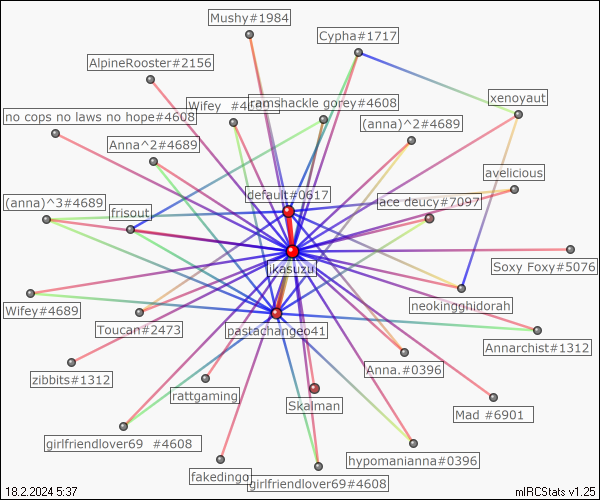 Mushy#1984
Cypha#1717
AlpineRooster#2156
xenoyaut
no cops no laws no hope#4608
Wifey
ramshackle gorey#4608
(anna)^2#4689
Anna^2#4689
avelicious
default#0617
ace deucy#7097
(anna)^3#4689
frisout
jkasuzu
Soxy Foxy#5076
Wifey#4689
neokingghidorah
Toucan#2473
pastachangeo41
Annarchist#1312
zibbits#1312
Anna.#0396
rattgaming
Skalman
Mad #6901
girlfriendlover69 #4608
hypomanianna#0396
fakedingo
girlfriendlover69#4608
18.2.2024 5:37
mIRCStats v1.25